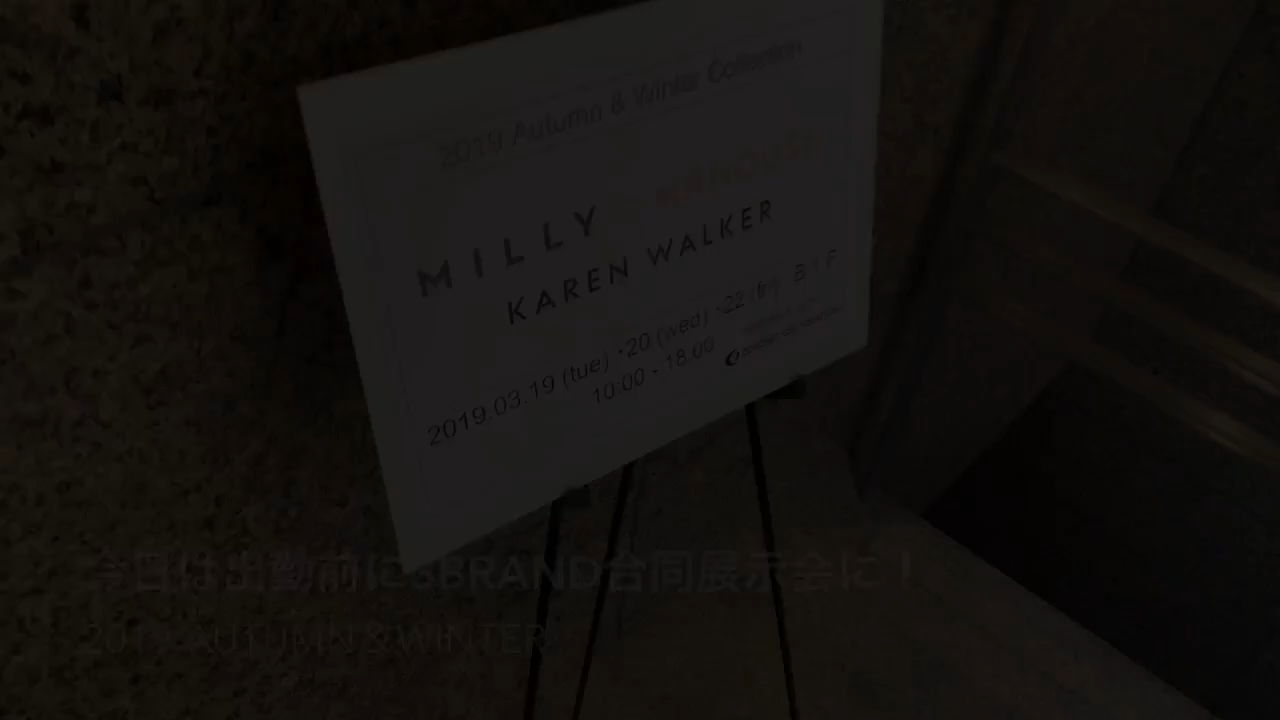 2019 Autumn & Winter Collection
MILLY
KAREN WALKER
2019.03.19 (tue) ・20 (wed) ・22 (fri) B1F
10:00 - 18:00
今日は出勤前に3BRAND合同展示会に！
2019 AUTUMN&WINTER